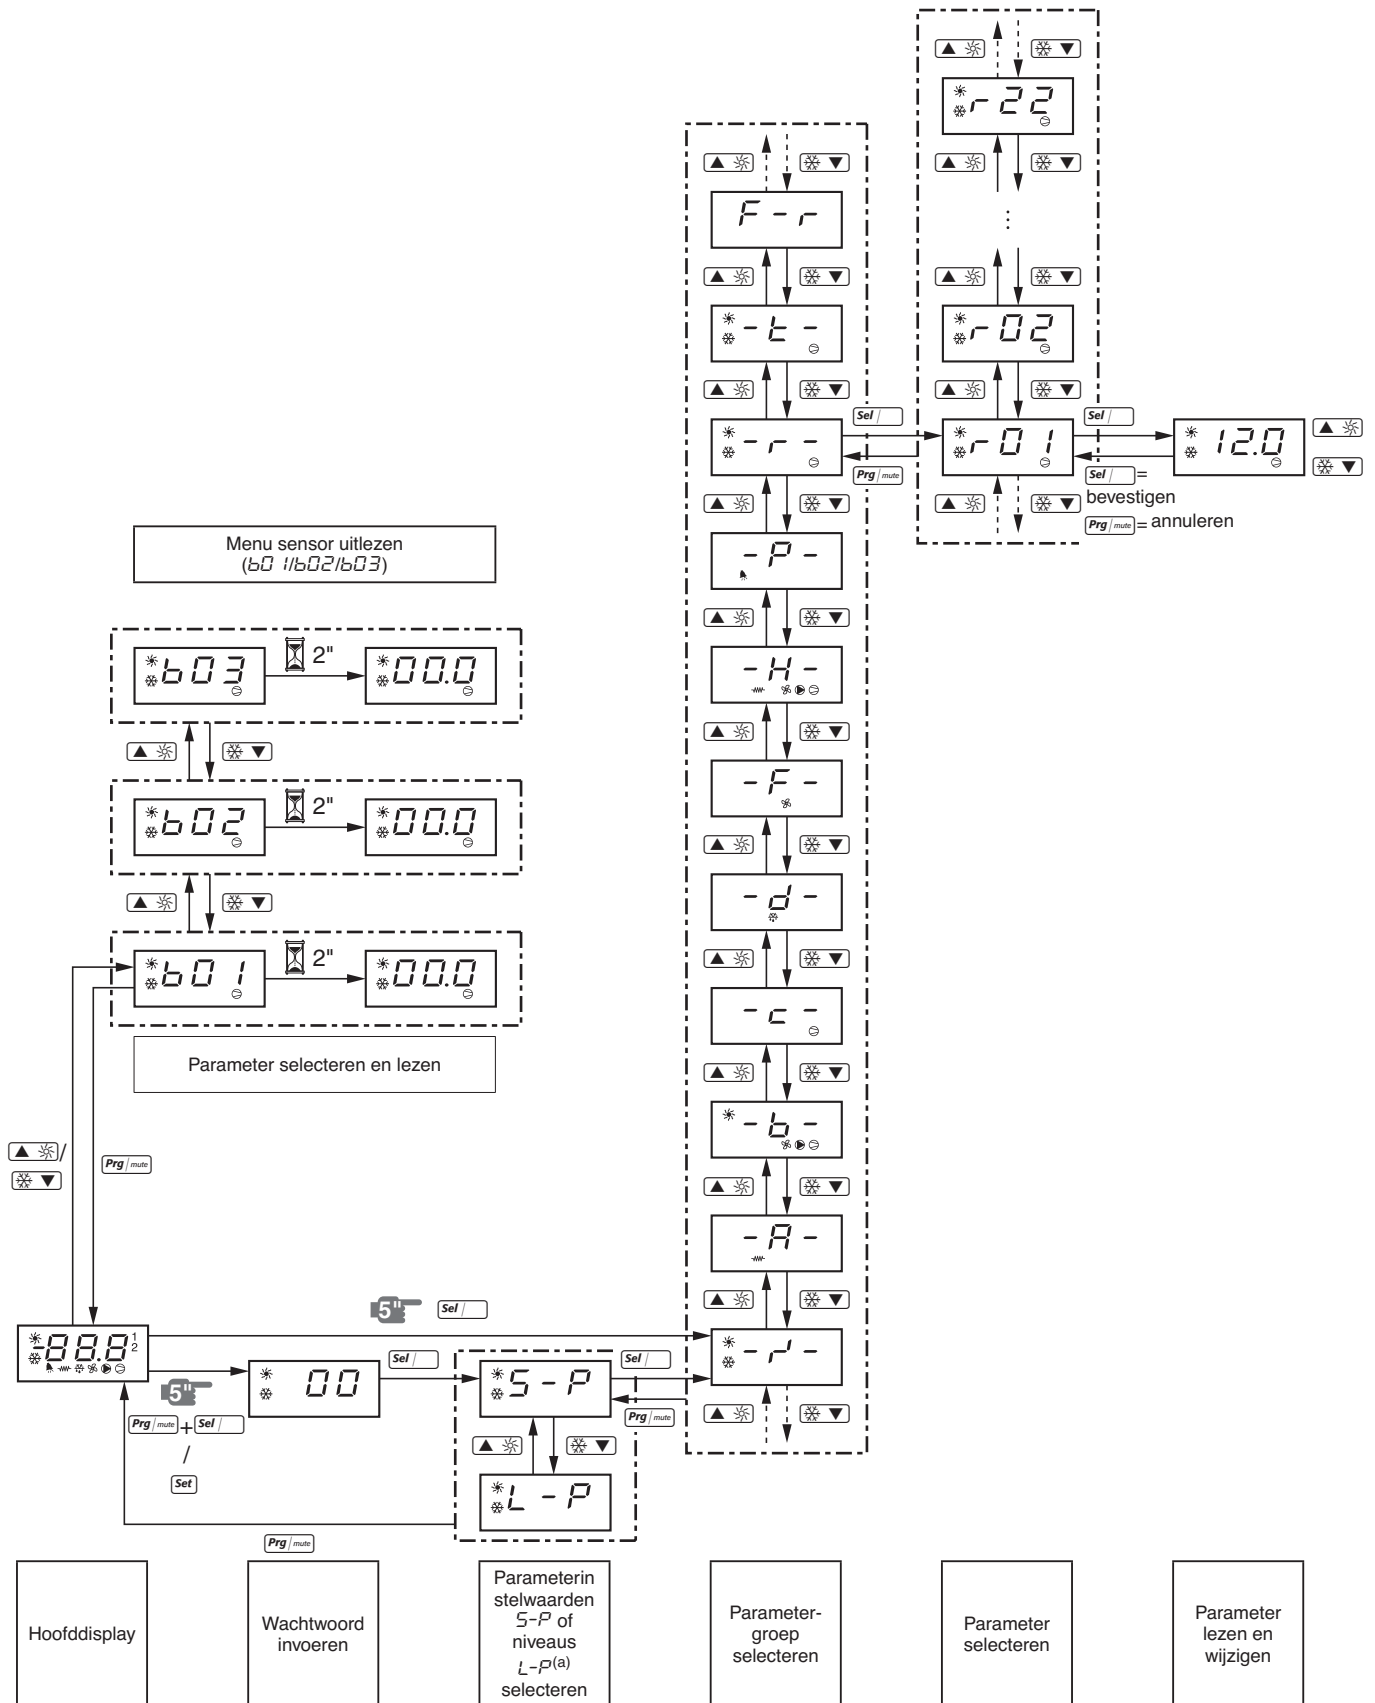 r22
F-r
-t-
r02
Sel
Sel
-r-
r01
12.0
Prg/mute
Sel =
bevestigen
Prg/mute = annuleren
-P-
Menu sensor uitlezen
(b01/b02/b03)
-H-
b03
2"
00.0
-F-
b02
2"
00.0
-d-
b01
2"
00.0
-c-
Parameter selecteren en lezen
-b-
/
Prg/mute
-A-
5"
Sel
-88.8
1
2
-/-
Sel
Sel
00
S-P
5"
Prg/mute + Sel
Prg/mute
/
Set
L-P
Prg/mute
Hoofddisplay
Wachtwoord
invoeren
Parameterin
stelwaarden
S-P of
niveaus
L-P(a)
selecteren
Parameter-
groep
selecteren
Parameter
selecteren
Parameter
lezen en
wijzigen